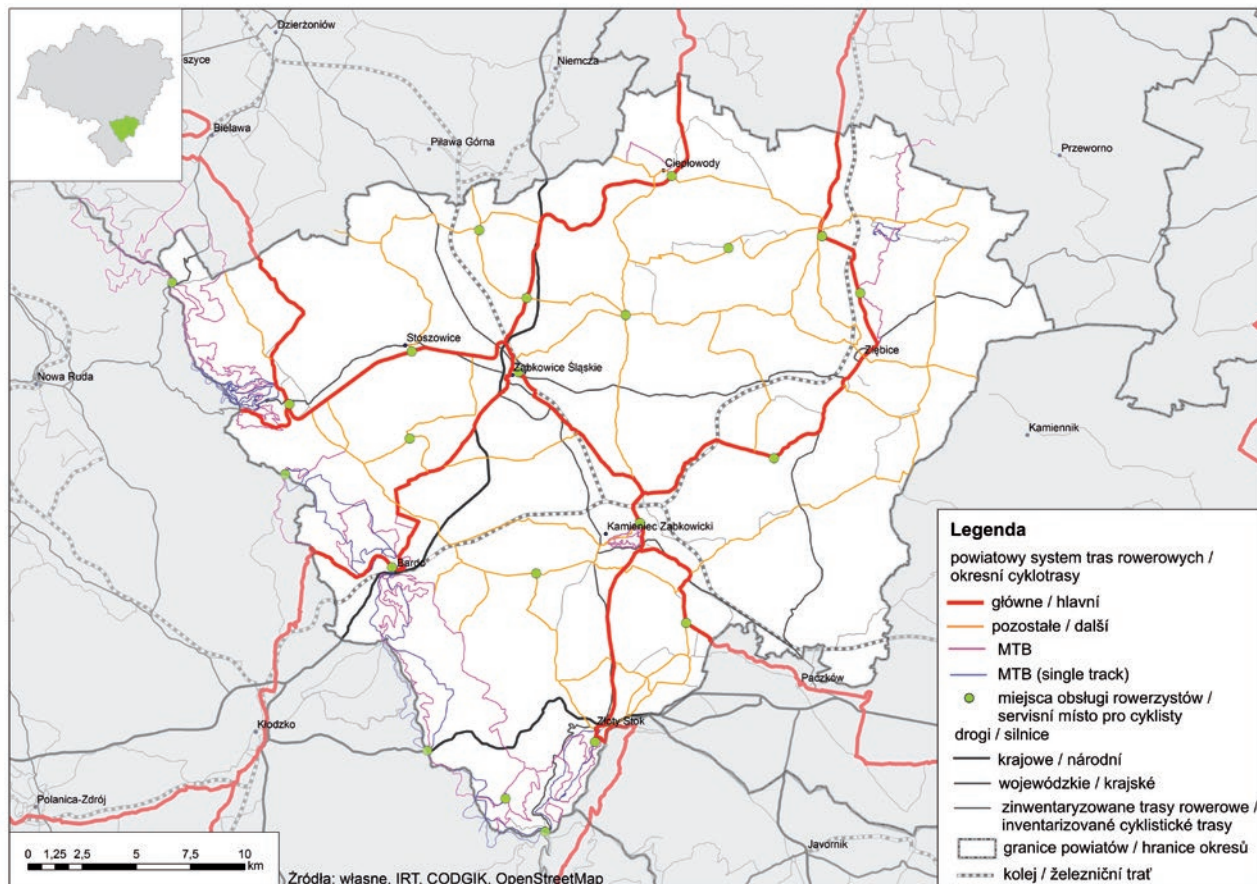 Dzierżoniów
szyce
Niemcza
Bielawa
Piława Górna
Przeworno
Ciepłowody
Stoszowice
Nowa Ruda
Ząbkowice Śląskie
Ziębice
Kamiennik
Kamieniec Ząbkowicki
Bardo
Paczków
Kłodzko
Złoty Stok
Polanica-Zdrój
Javorník
Legenda
powiatowy system tras rowerowych /
okresní cyklotrasy
główne / hlavní
pozostałe / další
MTB
MTB (single track)
miejsca obsługi rowerzystów /
servisní místo pro cyklisty
drogi / silnice
krajowe / národní
wojewódzkie / krajské
zinwentaryzowane trasy rowerowe /
inventarizované cyklistické trasy
granice powiatów / hranice okresů
kolej / železniční trať
0 1,25 2,5 5 7,5 10
km
Źródła: własne, IRT, CODGIK, OpenStreetMap